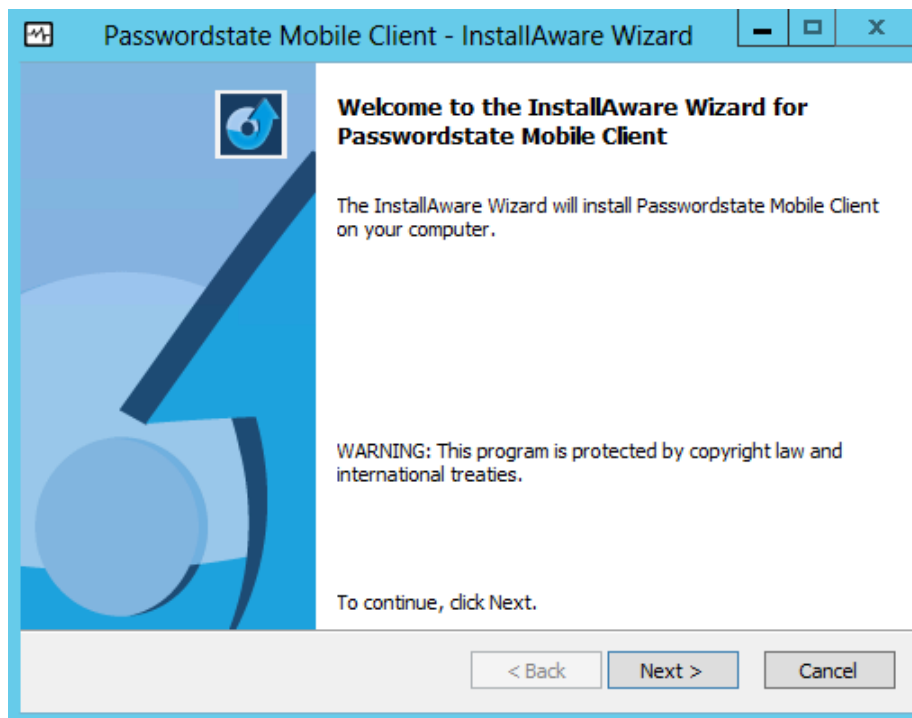 Passwordstate Mobile Client - InstallAware Wizard
Welcome to the InstallAware Wizard for
Passwordstate Mobile Client
The InstallAware Wizard will install Passwordstate Mobile Client
on your computer.
WARNING: This program is protected by copyright law and
international treaties.
To continue, click Next.
< Back Next > Cancel